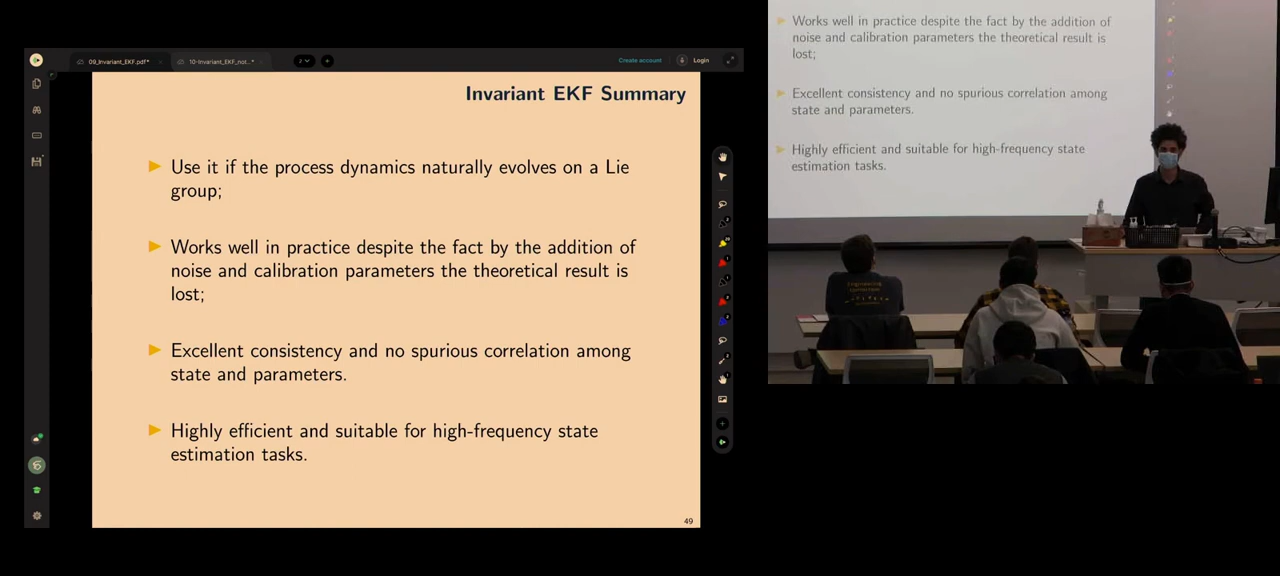 09_Invariant_EKF.pdf*
10-Invariant_EKF_not...*
Create account
Login
Invariant EKF Summary
Use it if the process dynamics naturally evolves on a Lie
group;
Works well in practice despite the fact by the addition of
noise and calibration parameters the theoretical result is
lost;
Excellent consistency and no spurious correlation among
state and parameters.
Highly efficient and suitable for high-frequency state
estimation tasks.
49
Works well in practice despite the fact by the addition of
noise and calibration parameters the theoretical result is
lost;
Excellent consistency and no spurious correlation among
state and parameters.
Highly efficient and suitable for high-frequency state
estimation tasks.